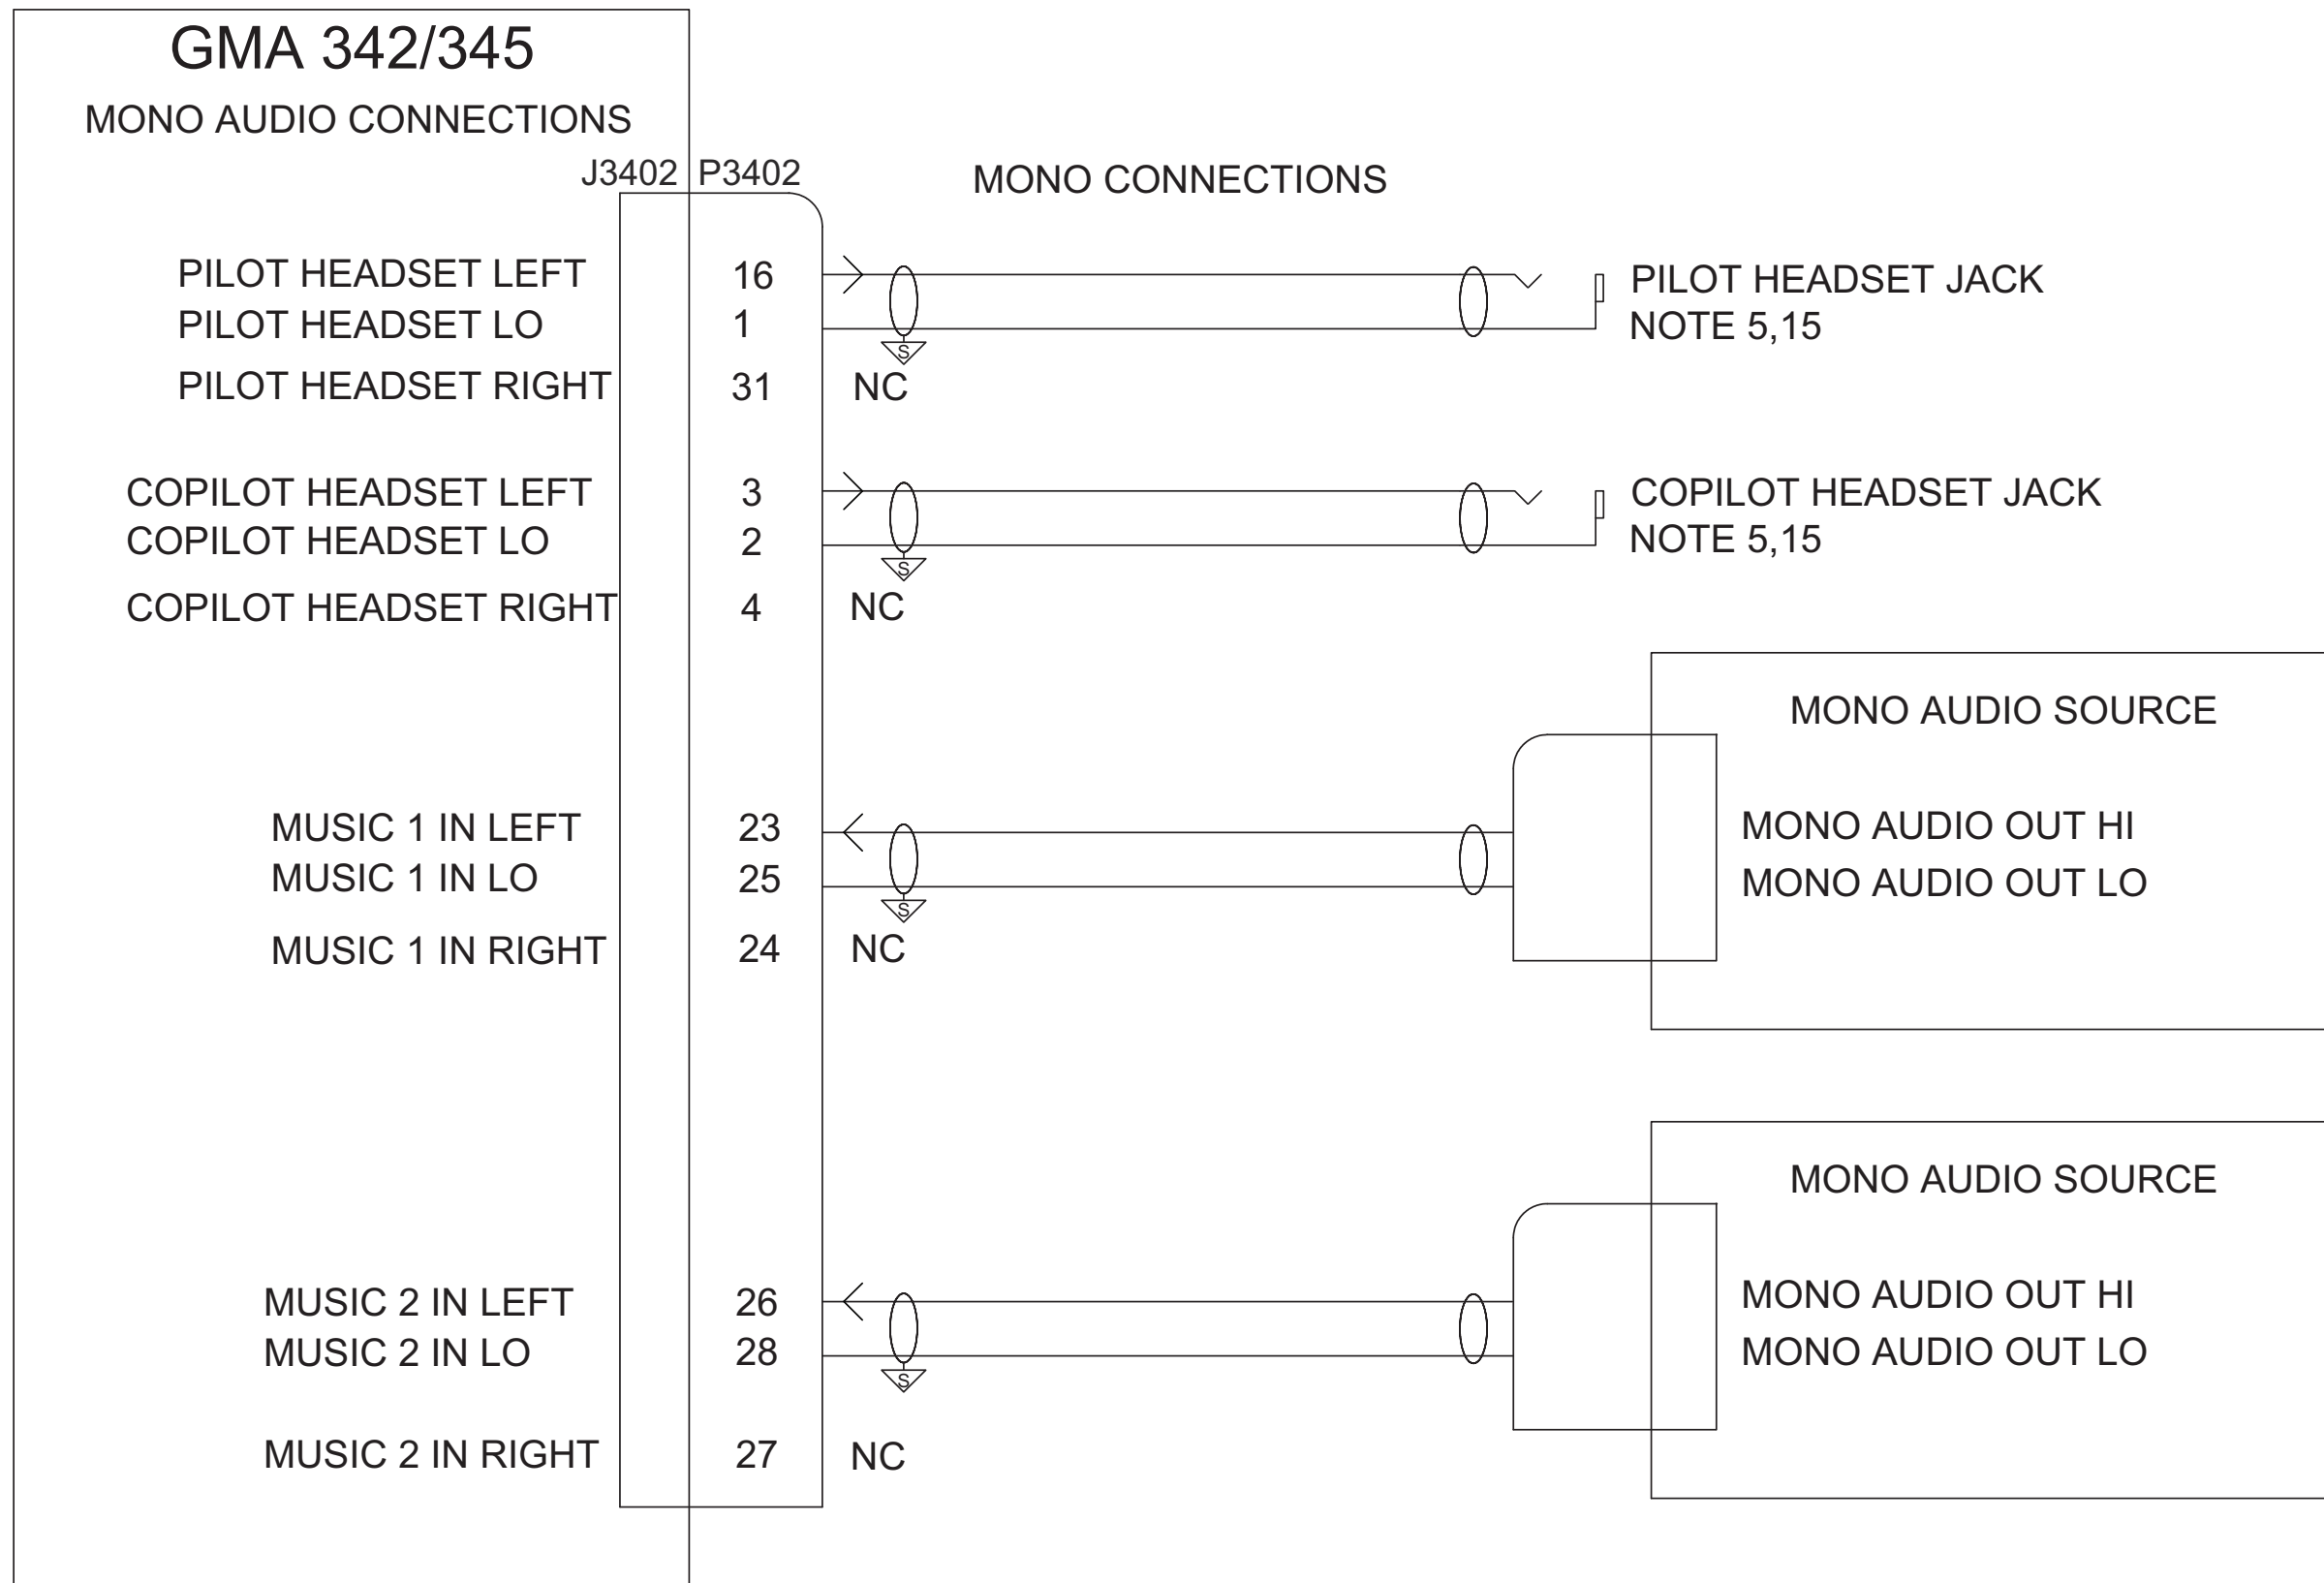 GMA 342/345
MONO AUDIO CONNECTIONS
J3402 P3402
MONO CONNECTIONS
PILOT HEADSET LEFT 16 PILOT HEADSET JACK
PILOT HEADSET LO 1 NOTE 5,15
S
PILOT HEADSET RIGHT 31 NC
COPILOT HEADSET LEFT 3 COPILOT HEADSET JACK
COPILOT HEADSET LO 2 NOTE 5,15
S
COPILOT HEADSET RIGHT 4 NC
MONO AUDIO SOURCE
MUSIC 1 IN LEFT 23 MONO AUDIO OUT HI
MUSIC 1 IN LO 25 MONO AUDIO OUT LO
S
MUSIC 1 IN RIGHT 24 NC
MONO AUDIO SOURCE
MUSIC 2 IN LEFT 26 MONO AUDIO OUT HI
MUSIC 2 IN LO 28 MONO AUDIO OUT LO
S
MUSIC 2 IN RIGHT 27 NC